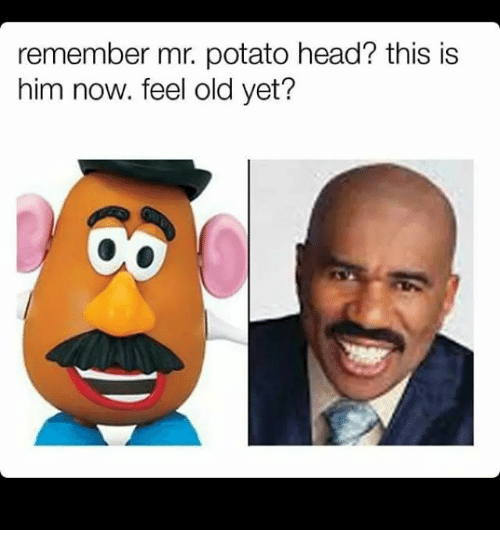 remember mr. potato head? this is
him now. feel old yet?